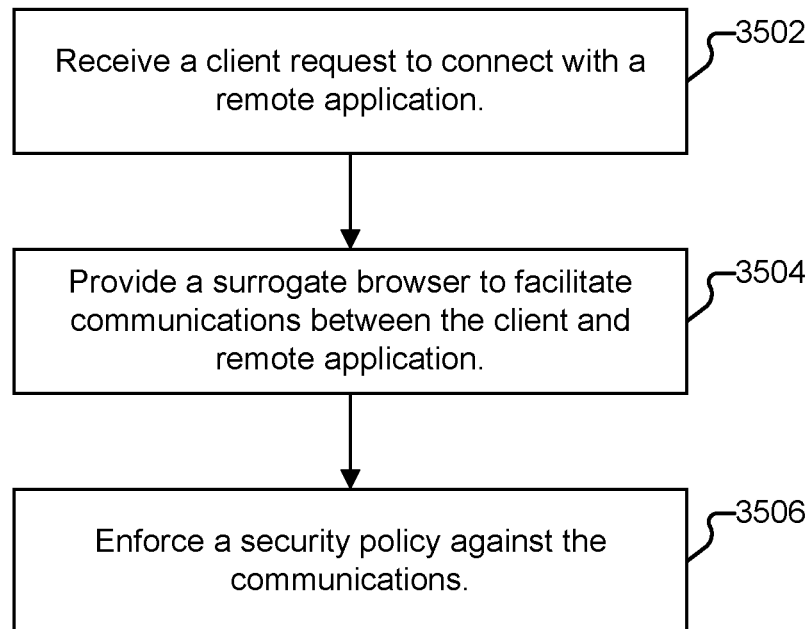 Receive a client request to connect with a
remote application.
3502
Provide a surrogate browser to facilitate
communications between the client and
remote application.
3504
Enforce a security policy against the
communications.
3506